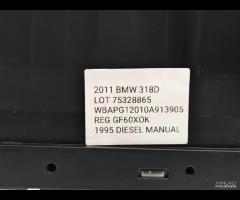 2011 BMW 318D
LOT 75328865
WBAPG12010A913905
REG GF60XOK
1995 DIESEL MANUAL